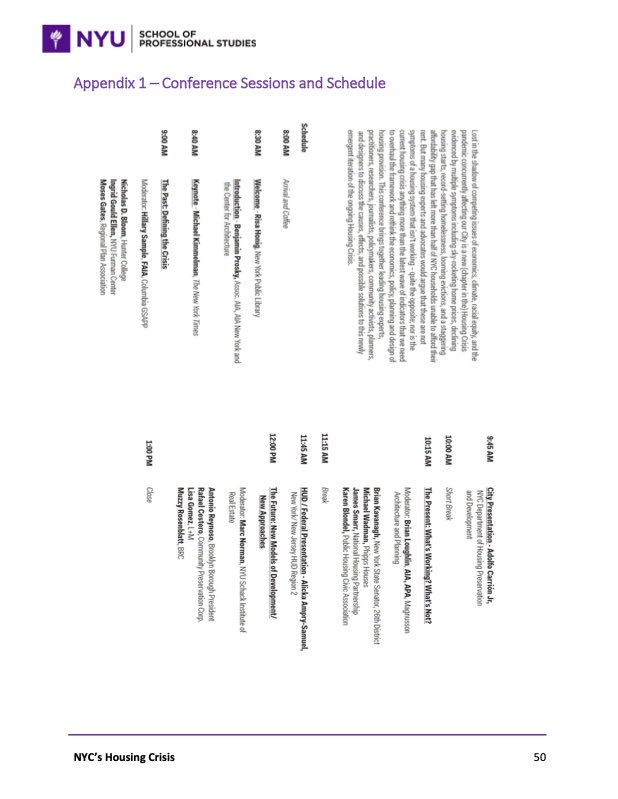 NYU
SCHOOL OF
PROFESSIONAL STUDIES
Appendix 1 – Conference Sessions and Schedule
Lost in the shadow of competing issues of economics, climate, racial equity, and the
pandemic concurrently affecting our City is a new (chapter in the) Housing Crisis
evidenced by multiple symptoms including sky-rocketing home prices, declining
housing starts, record-setting homelessness, looming evictions, and a staggering
affordability gap that has left more than half of NYC households unable to afford their
rent. But many housing experts and advocates would argue that these are not
symptoms of a housing system that isn't working - quite the opposite; nor is the
current housing crisis anything more than the latest wave of indicators that we need
to overhaul the framework and rethink the economics, policy, planning and design of
housing provision. This conference brings together leading housing experts,
practitioners, researchers, journalists, policymakers, community activists, planners,
and designers to discuss the causes, effects, and possible solutions to this newly
emergent iteration of the ongoing Housing Crisis.
Schedule
8:00 AM Arrival and Coffee
8:30 AM Welcome - Risa Honig, New York Public Library
Introduction - Benjamin Prosky, Assoc. AIA, AIA New York and
the Center for Architecture
8:40 AM Keynote - Michael Kimmelman, The New York Times
9:00 AM The Past: Defining the Crisis
Moderator: Hillary Sample, FAIA, Columbia GSAPP
Nicholas D. Bloom, Hunter College
Ingrid Gould Ellen, NYU Furman Center
Moses Gates, Regional Plan Association
9:45 AM City Presentation - Adolfo Carrión Jr,
NYC Department of Housing Preservation
and Development
10:00 AM Short Break
10:15 AM The Present: What's Working? What's Not?
Moderator: Brian Loughlin, AIA, APA, Magnusson
Architecture and Planning
Brian Kavanagh, New York State Senator, 26th District
Michael Wadman, Phipps Houses
James Smarr, National Housing Partnership
Karen Blondel, Public Housing Civic Association
11:15 AM Break
11:45 AM HUD / Federal Presentation - Alicka Ampry-Samuel,
New York/ New Jersey HUD Region 2
12:00 PM The Future: New Models of Development/
New Approaches
Moderator: Marc Norman, NYU Schack Institute of
Real Estate
Antonio Reynoso, Brooklyn Borough President
Rafael Cestero, Community Preservation Corp.
Lisa Gomez, L+M
Muzzy Rosenblatt, BRC
1:00 PM Close
NYC's Housing Crisis
50